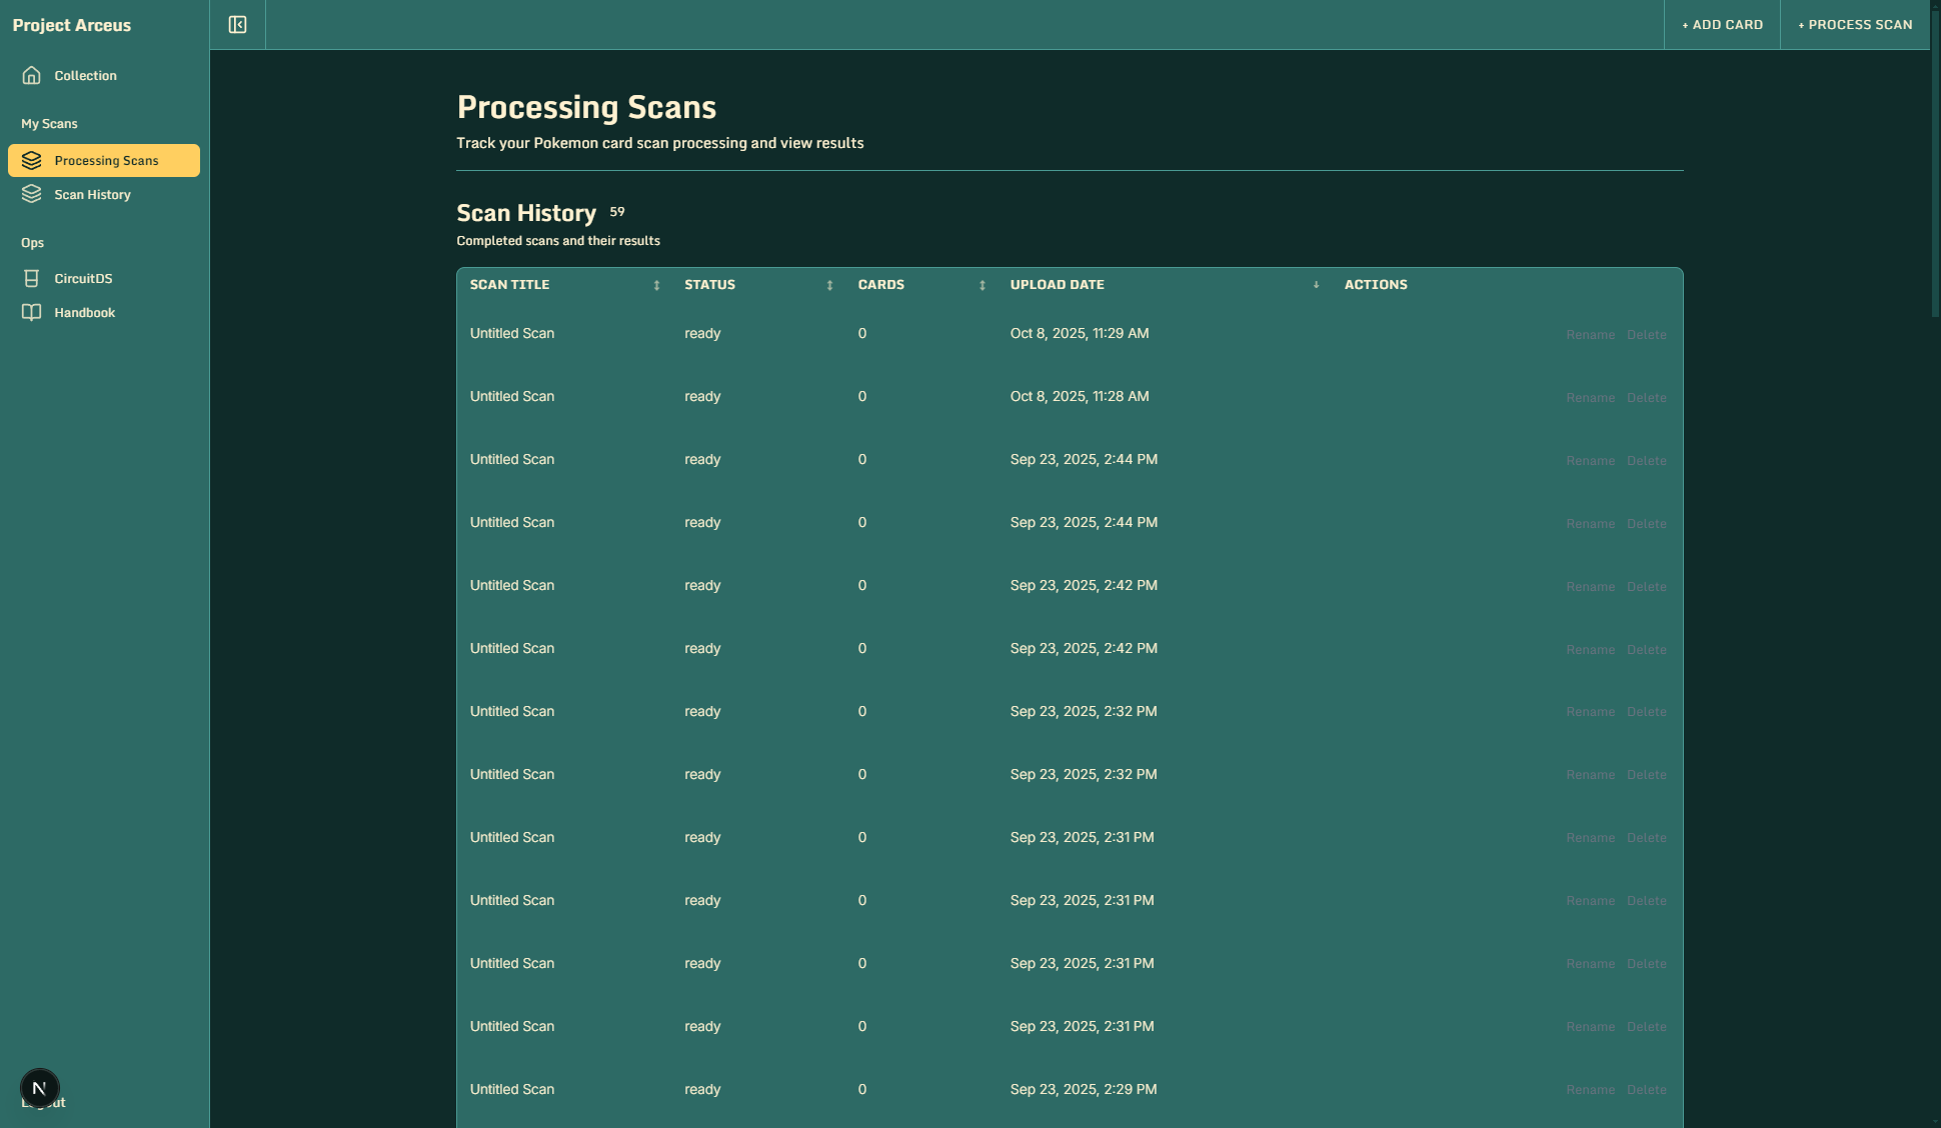 Project Arceus
+ ADD CARD
+ PROCESS SCAN
Collection
My Scans
Processing Scans
Scan History
Ops
CircuitDS
Handbook
Processing Scans
Track your Pokemon card scan processing and view results
Scan History 59
Completed scans and their results
SCAN TITLE STATUS CARDS UPLOAD DATE ACTIONS
Untitled Scan ready 0 Oct 8, 2025, 11:29 AM Rename Delete
Untitled Scan ready 0 Oct 8, 2025, 11:28 AM Rename Delete
Untitled Scan ready 0 Sep 23, 2025, 2:44 PM Rename Delete
Untitled Scan ready 0 Sep 23, 2025, 2:44 PM Rename Delete
Untitled Scan ready 0 Sep 23, 2025, 2:42 PM Rename Delete
Untitled Scan ready 0 Sep 23, 2025, 2:42 PM Rename Delete
Untitled Scan ready 0 Sep 23, 2025, 2:32 PM Rename Delete
Untitled Scan ready 0 Sep 23, 2025, 2:32 PM Rename Delete
Untitled Scan ready 0 Sep 23, 2025, 2:31 PM Rename Delete
Untitled Scan ready 0 Sep 23, 2025, 2:31 PM Rename Delete
Untitled Scan ready 0 Sep 23, 2025, 2:31 PM Rename Delete
Untitled Scan ready 0 Sep 23, 2025, 2:31 PM Rename Delete
Untitled Scan ready 0 Sep 23, 2025, 2:29 PM Rename Delete
N